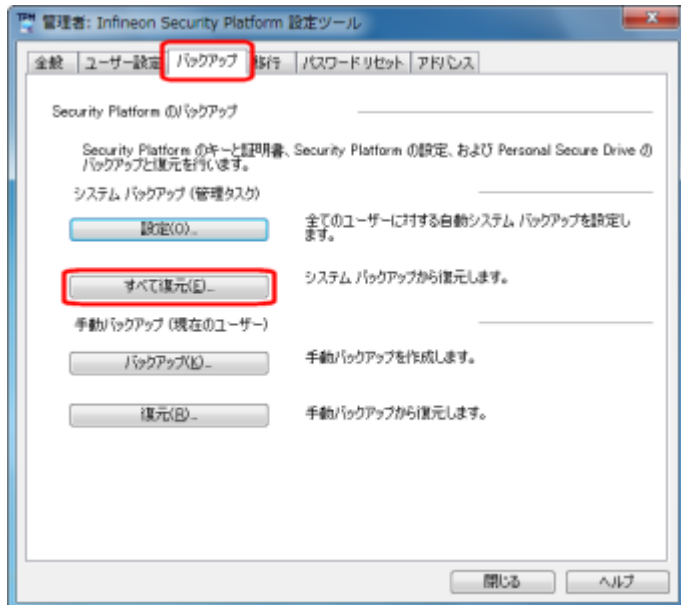 管理者: Infineon Security Platform 設定ツール
全般 ユーザー設定 バックアップ 移行 パスワードリセット アドバンス
Security Platform のバックアップ
Security Platform のキーと証明書、Security Platform の設定、および Personal Secure Drive の
バックアップと復元を行います。
システム バックアップ (管理タスク)
設定(O)...
全てのユーザーに対する自動システム バックアップを設定し
ます。
すべて復元(E)...
システム バックアップから復元します。
手動バックアップ (現在のユーザー)
バックアップ(K)...
手動バックアップを作成します。
復元(R)...
手動バックアップから復元します。
閉じる ヘルプ